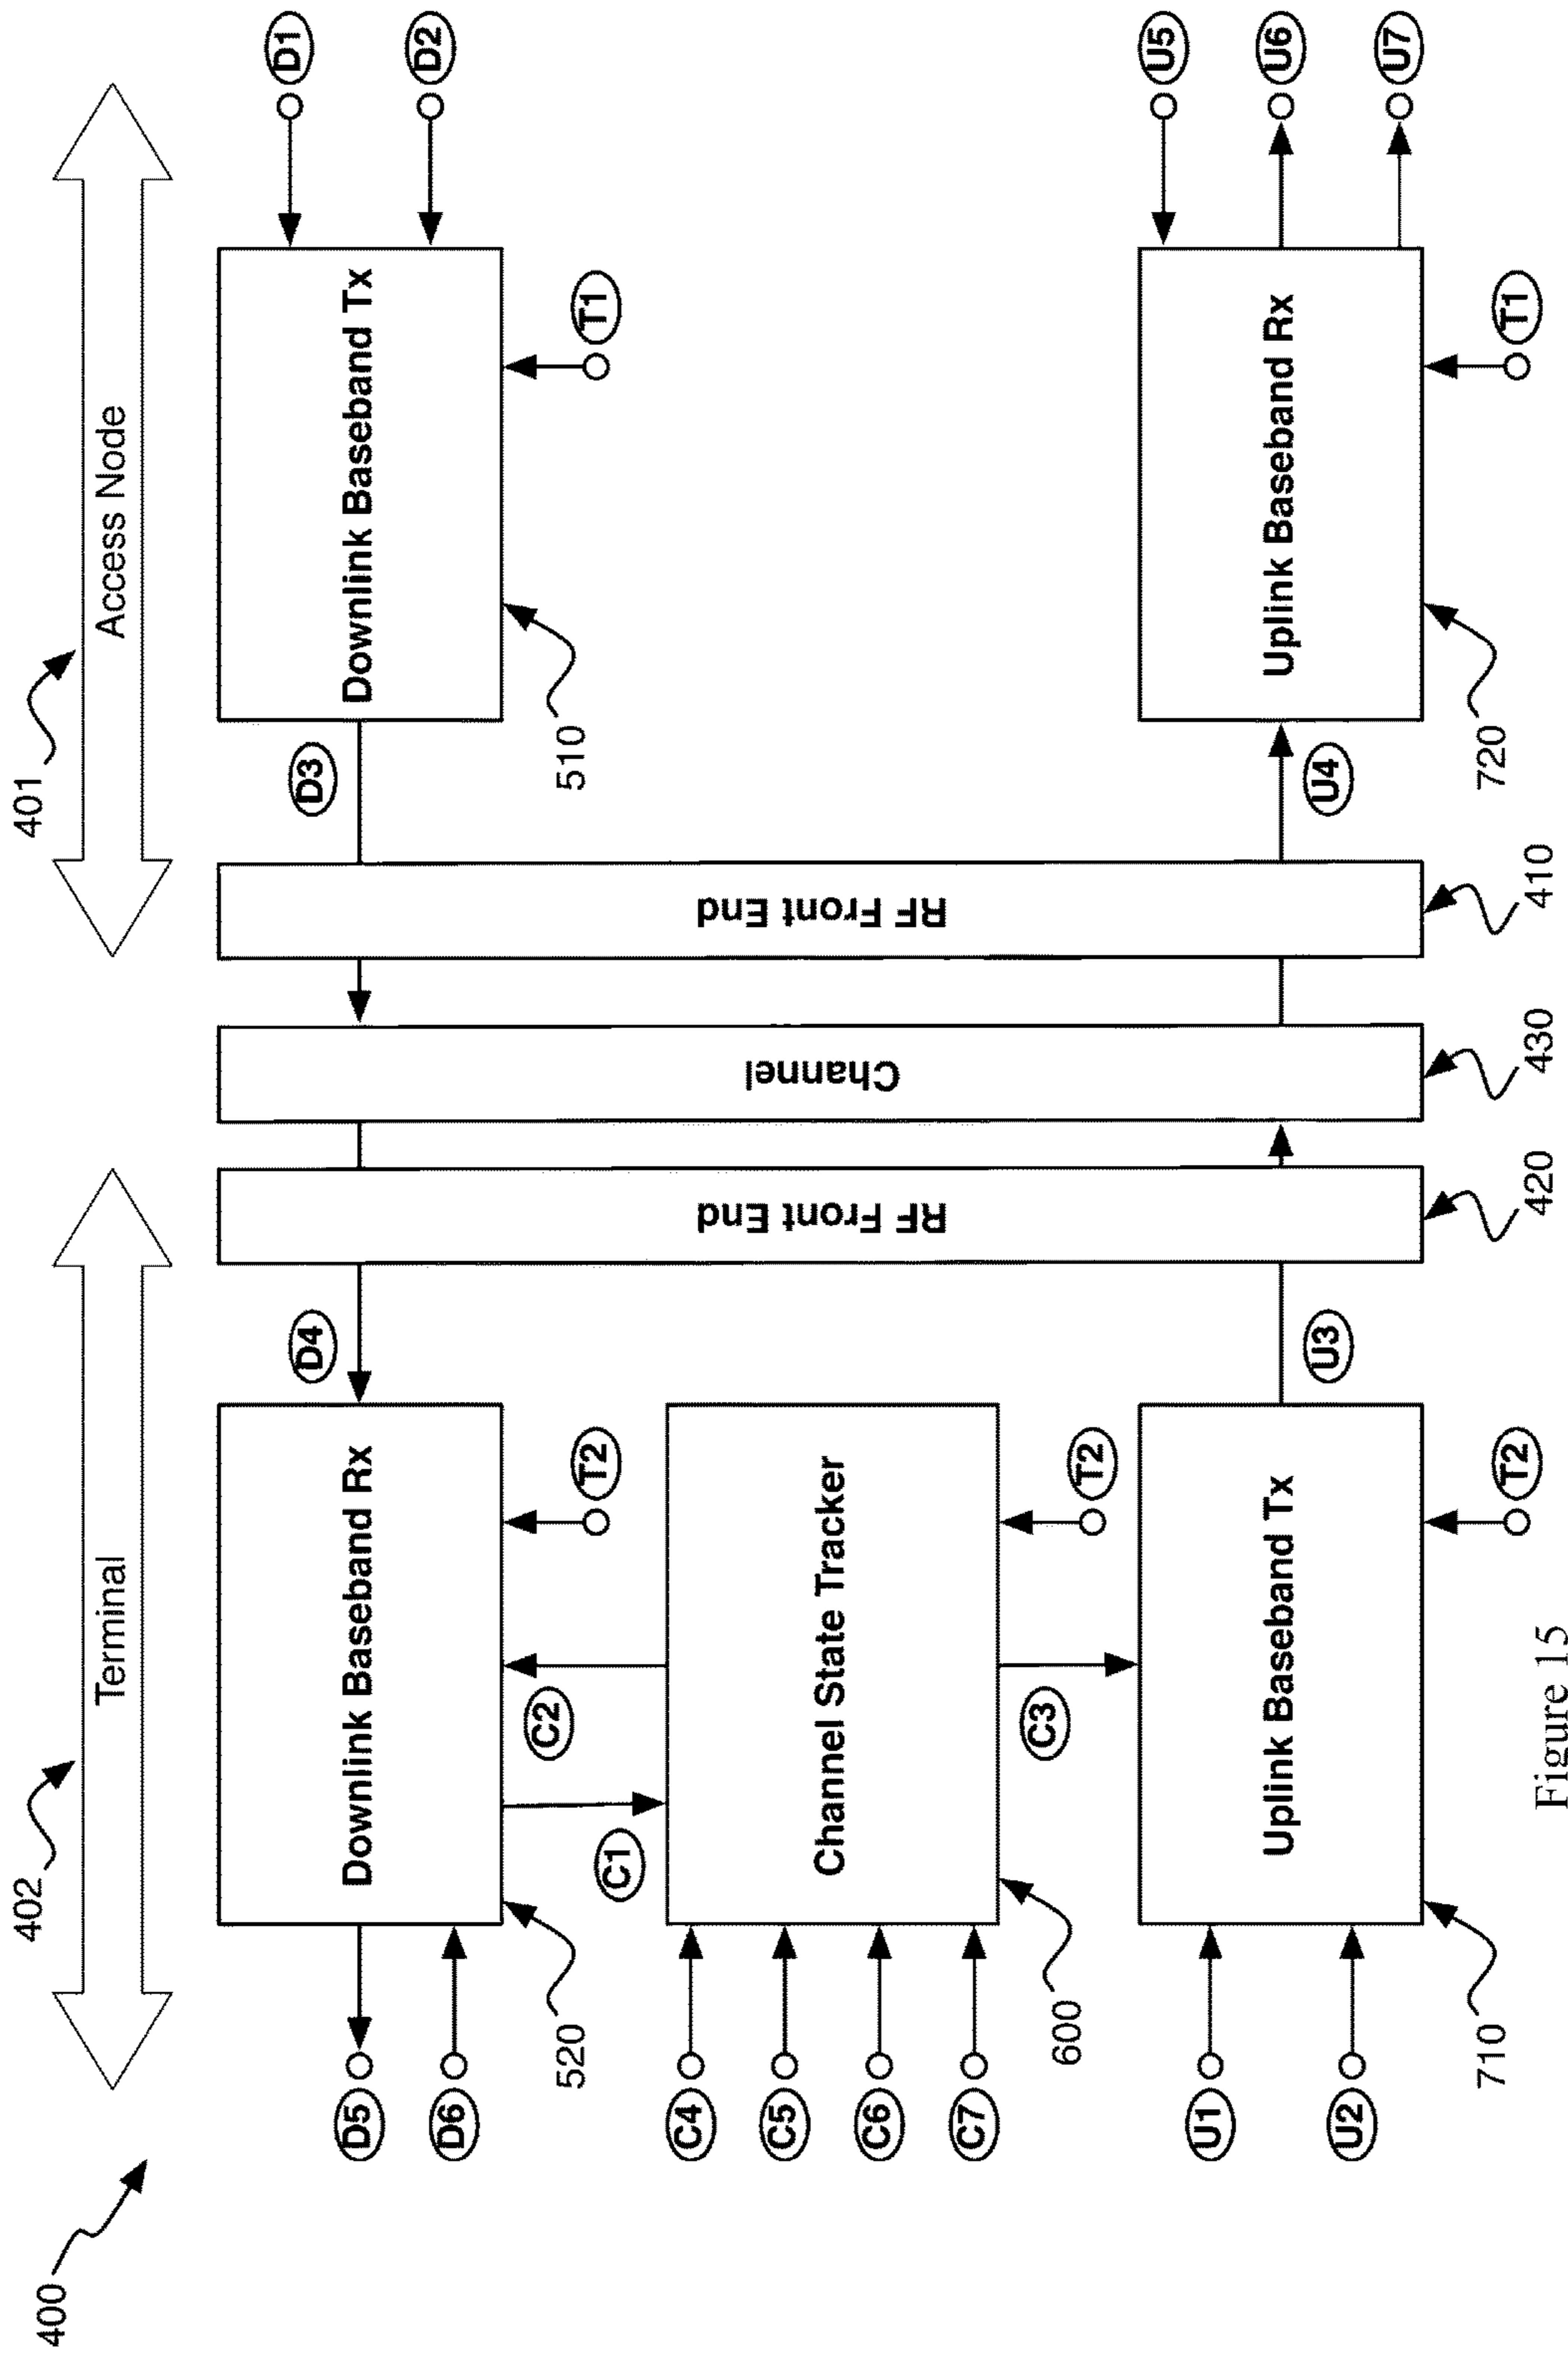 400
402
401
Terminal
Access Node
D5
D6
Downlink Baseband Rx
520
T2
D4
D3
Downlink Baseband Tx
510
T1
D1
D2
C1
C2
C4
C5
C6
C7
Channel State Tracker
600
T2
C3
U1
U2
Uplink Baseband Tx
710
T2
U3
RF Front End
420
Channel
430
RF Front End
410
U4
Uplink Baseband Rx
720
T1
U5
U6
U7
Figure 15